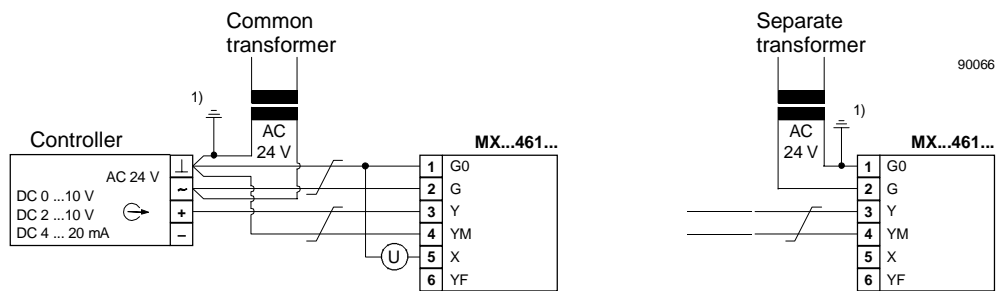 Common
transformer
Separate
transformer
90066
1)
1)
Controller
AC
24 V
AC
24 V
MX...461...
MX...461...
AC 24 V
DC 0 ...10 V
DC 2 ...10 V
DC 4 ... 20 mA
⊥
~
+
–
1 G0
2 G
3 Y
4 YM
5 X
6 YF
U
1 G0
2 G
3 Y
4 YM
5 X
6 YF